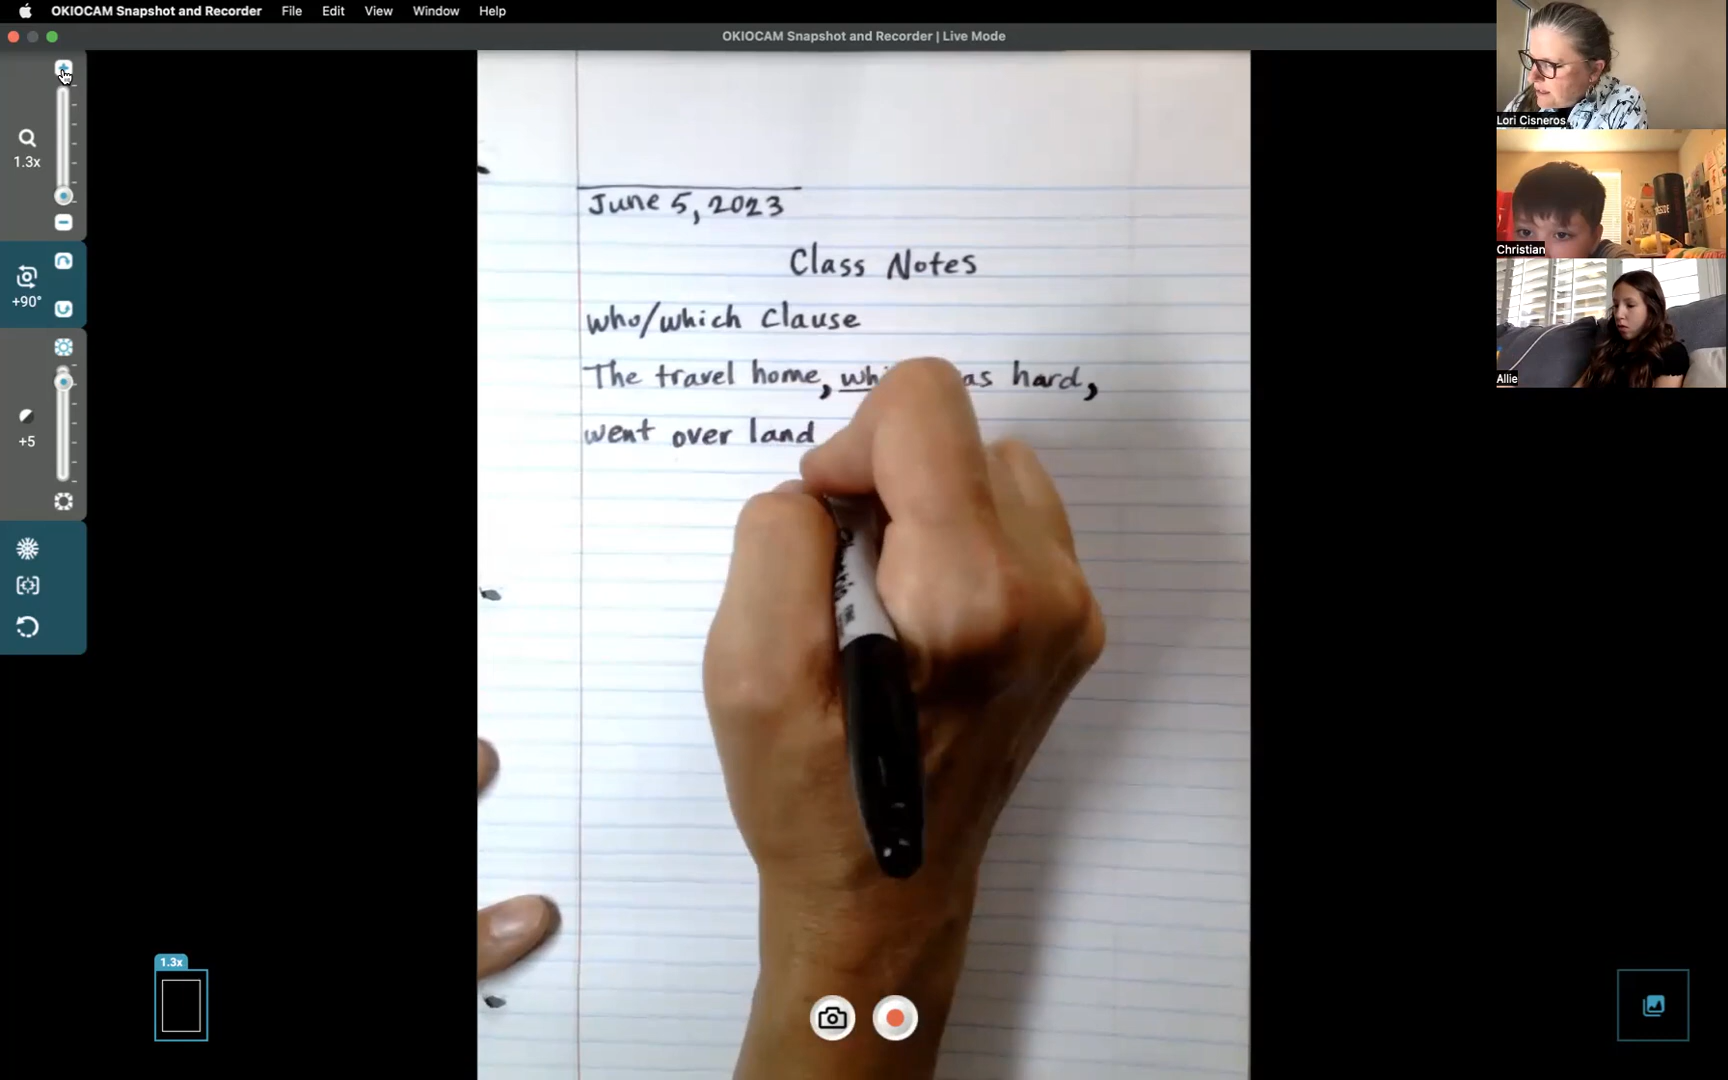 OKIOCAM Snapshot and Recorder File Edit View Window Help
OKIOCAM Snapshot and Recorder | Live Mode
1.3x
+90°
+5
1.3x
June 5, 2023
Class Notes
who/which Clause
The travel home, as hard,
went over land
Lori Cisneros
Christian
Allie